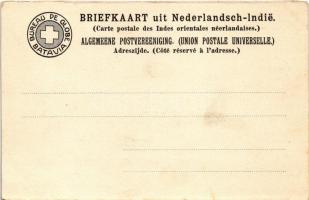 BUREAU DE GLOBE
BATAVIA
BRIEFKAART uit Nederlandsch-Indië.
(Carte postale des Indes orientales néerlandaises.)
ALGEMEENE POSTVEREENIGING. (UNION POSTALE UNIVERSELLE.)
Adreszijde. (Côté réservé à l'adresse.)